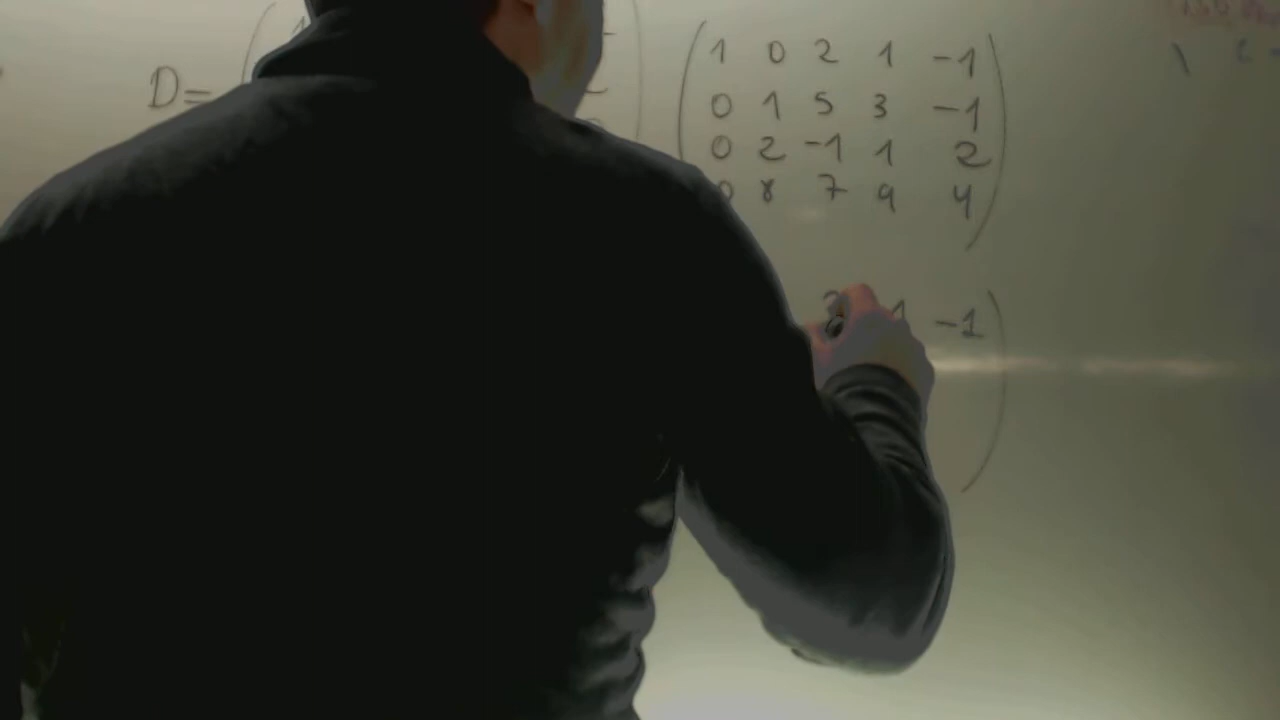 D=
1 0 2 1 -1
0 1 5 3 -1
0 2 -1 1 2
0 8 7 9 4
1 -1